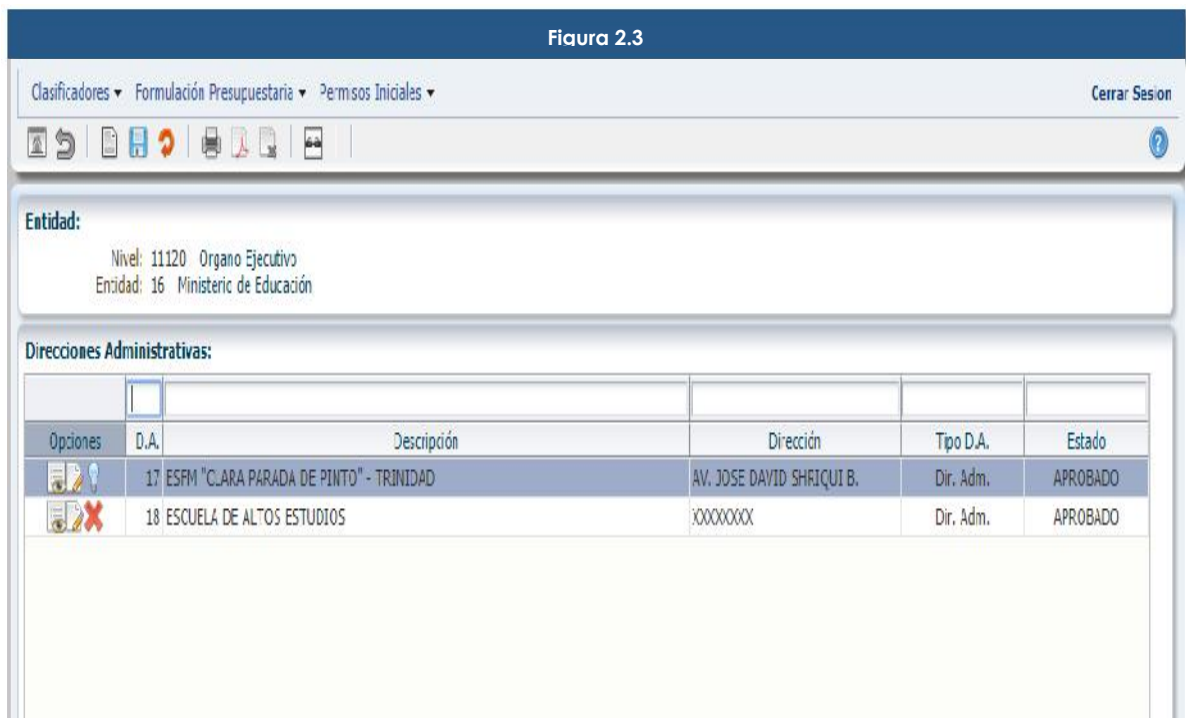 Figura 2.3
Clasificadores Formulación Presupuestaria Permisos Iniciales Cerrar Sesion
Entidad:
Nivel: 11120 Organo Ejecutivo
Entidad: 16 Ministerio de Educación
Direcciones Administrativas:
Opciones D.A. Descripción Dirección Tipo D.A. Estado
17 ESFM "CLARA PARADA DE PINTO" - TRINIDAD AV. JOSE DAVID SHRIQUI B. Dir. Adm. APROBADO
18 ESCUELA DE ALTOS ESTUDIOS XXXXXXXX Dir. Adm. APROBADO